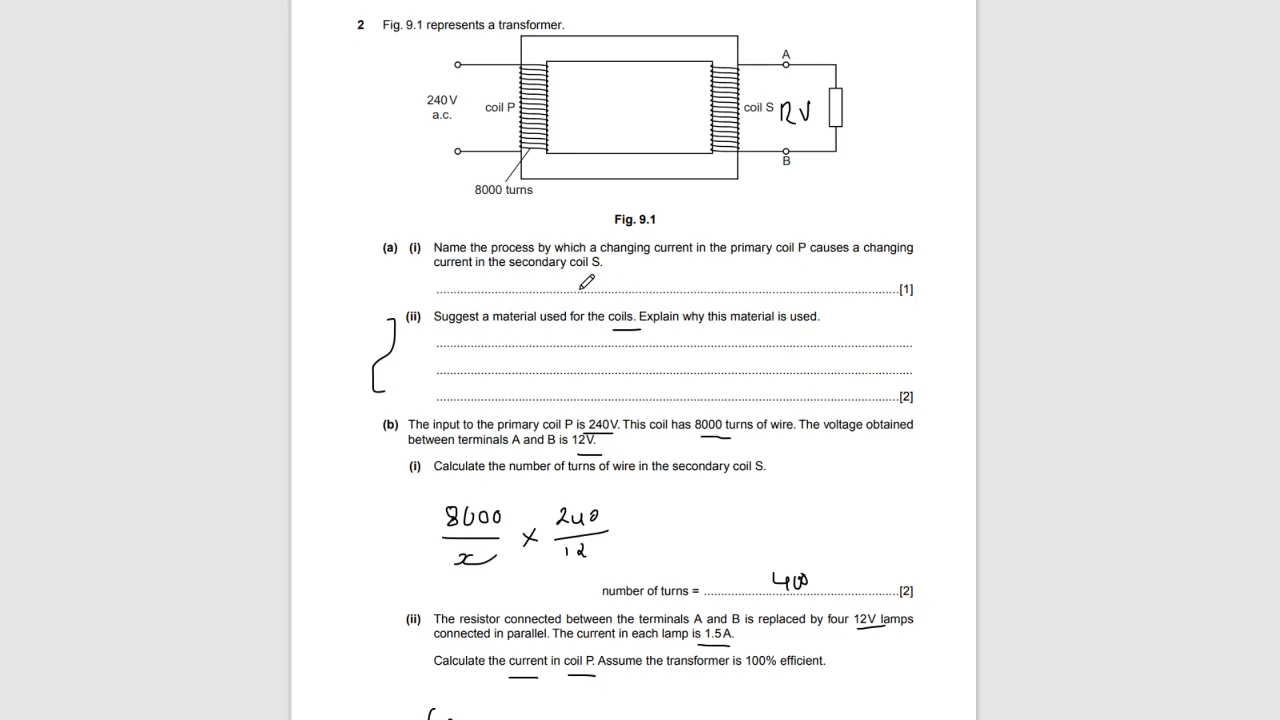 2 Fig. 9.1 represents a transformer.
A
240 V
a.c.
coil P
coil S
12V
B
8000 turns
Fig. 9.1
(a) (i) Name the process by which a changing current in the primary coil P causes a changing
current in the secondary coil S.
..........[1]
(ii) Suggest a material used for the coils. Explain why this material is used.
..........[2]
(b) The input to the primary coil P is 240V. This coil has 8000 turns of wire. The voltage obtained
between terminals A and B is 12V.
(i) Calculate the number of turns of wire in the secondary coil S.
8000 × 240
x 12
number of turns = .......... 400 ..........[2]
(ii) The resistor connected between the terminals A and B is replaced by four 12V lamps
connected in parallel. The current in each lamp is 1.5A.
Calculate the current in coil P. Assume the transformer is 100% efficient.